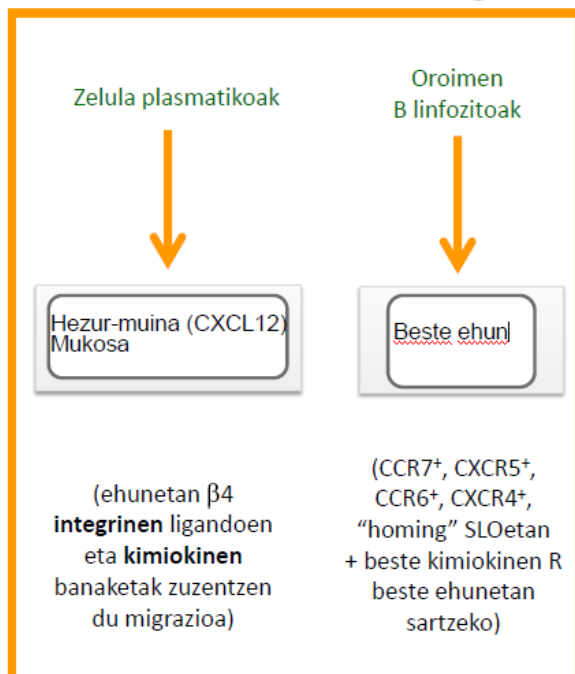 Zelula plasmatikoak
Oroimen
B linfozitoak
Hezur-muina (CXCL12)
Mukosa
Beste ehun
(ehunetan β4
integrinen ligandoen
eta kimiokinen
banaketak zuzentzen
du migrazioa)
(CCR7⁺, CXCR5⁺,
CCR6⁺, CXCR4⁺,
“homing” SLOetan
+ beste kimiokinen R
beste ehunetan
sartzeko)